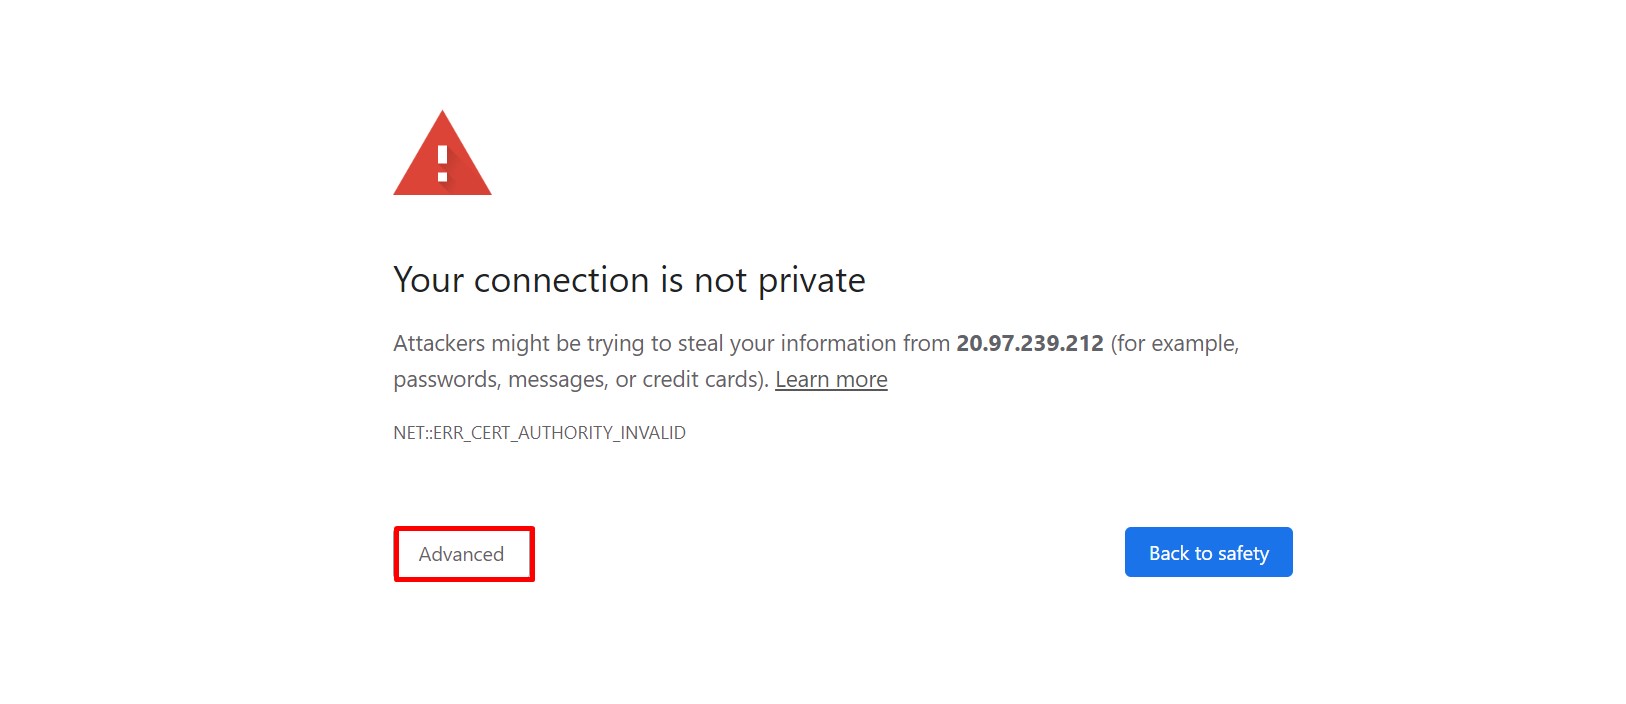 Your connection is not private
Attackers might be trying to steal your information from 20.97.239.212 (for example,
passwords, messages, or credit cards). Learn more
NET::ERR_CERT_AUTHORITY_INVALID
Advanced
Back to safety